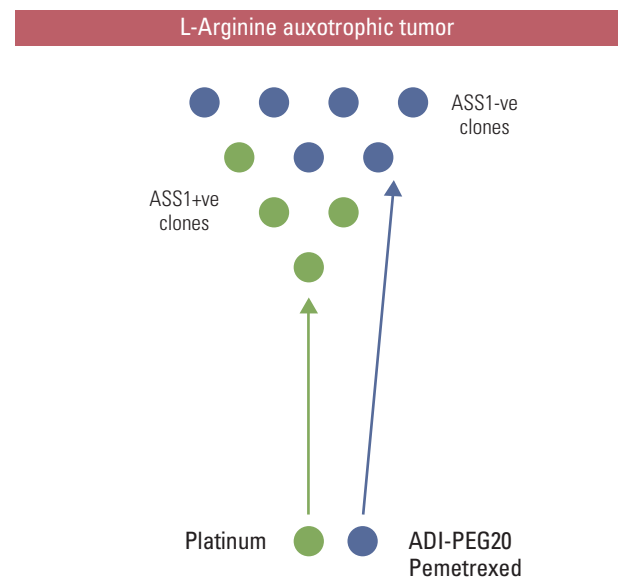 L-Arginine auxotrophic tumor
ASS1-ve
clones
ASS1+ve
clones
Platinum
ADI-PEG20
Pemetrexed